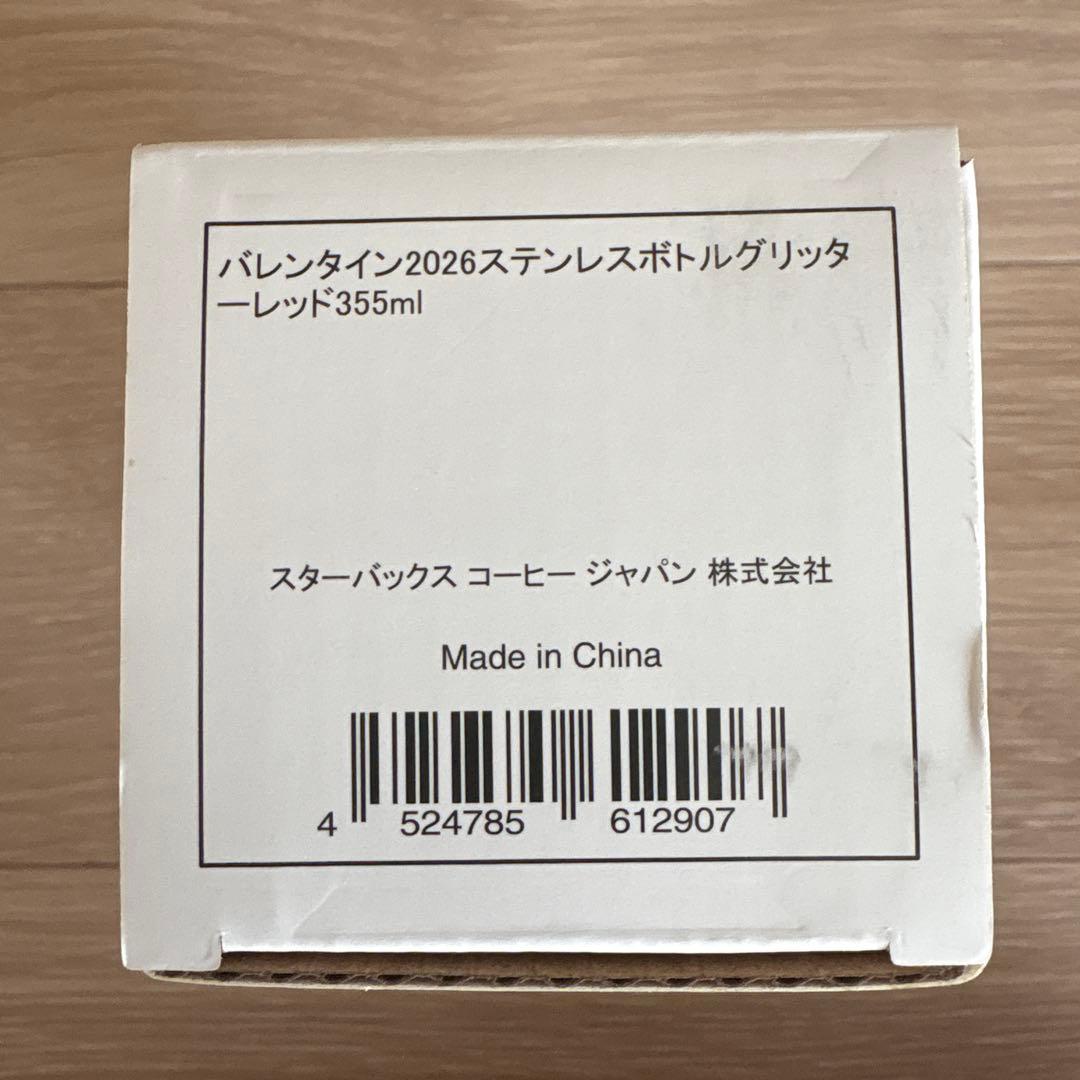 バレンタイン2026ステンレスボトルグリッタ
ーレッド355ml
スターバックス コーヒー ジャパン 株式会社
Made in China
4 524785 612907